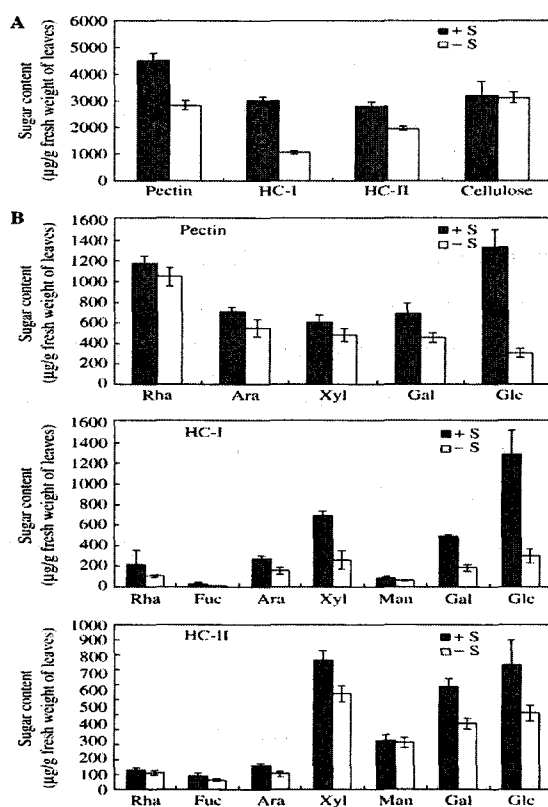 A
Sugar content
(µg/g fresh weight of leaves)
6000
5000
4000
3000
2000
1000
0
+ S
− S
Pectin HC-I HC-II Cellulose
B
Pectin
Sugar content
(µg/g fresh weight of leaves)
1600
1400
1200
1000
800
600
400
200
0
+ S
− S
Rha Ara Xyl Gal Glc
HC-I
Sugar content
(µg/g fresh weight of leaves)
1600
1400
1200
1000
800
600
400
200
0
+ S
− S
Rha Fuc Ara Xyl Man Gal Glc
HC-II
Sugar content
(µg/g fresh weight of leaves)
1000
900
800
700
600
500
400
300
200
100
0
+ S
− S
Rha Fuc Ara Xyl Man Gal Glc